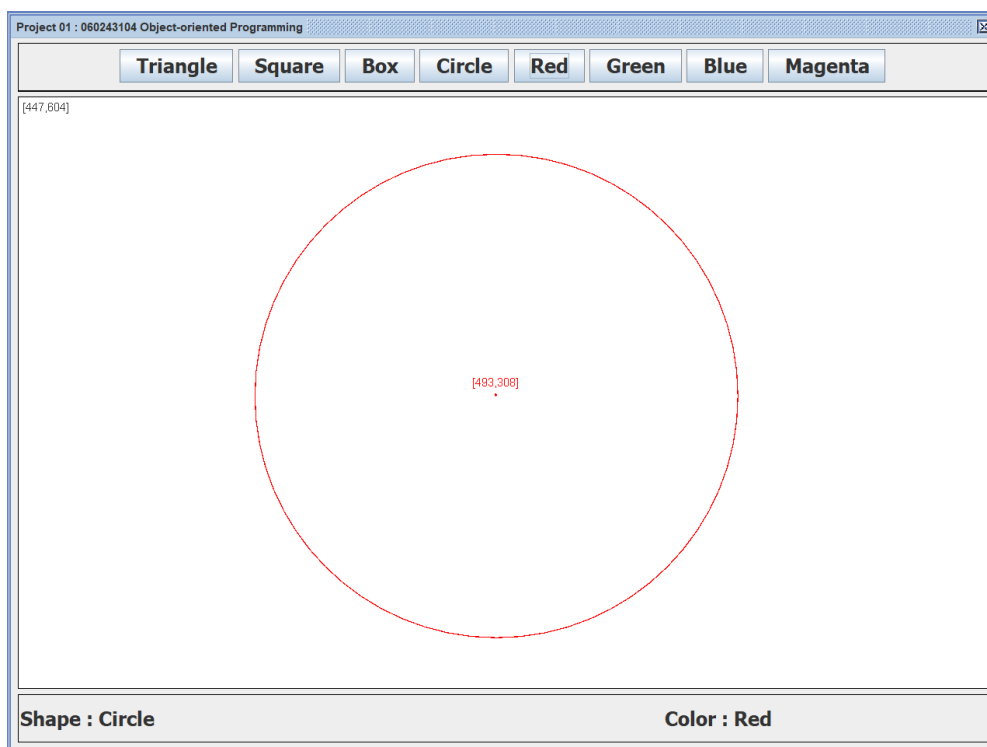 Project 01 : 060243104 Object-oriented Programming
Triangle Square Box Circle Red Green Blue Magenta
[447,604]
[493,308]
Shape : Circle Color : Red